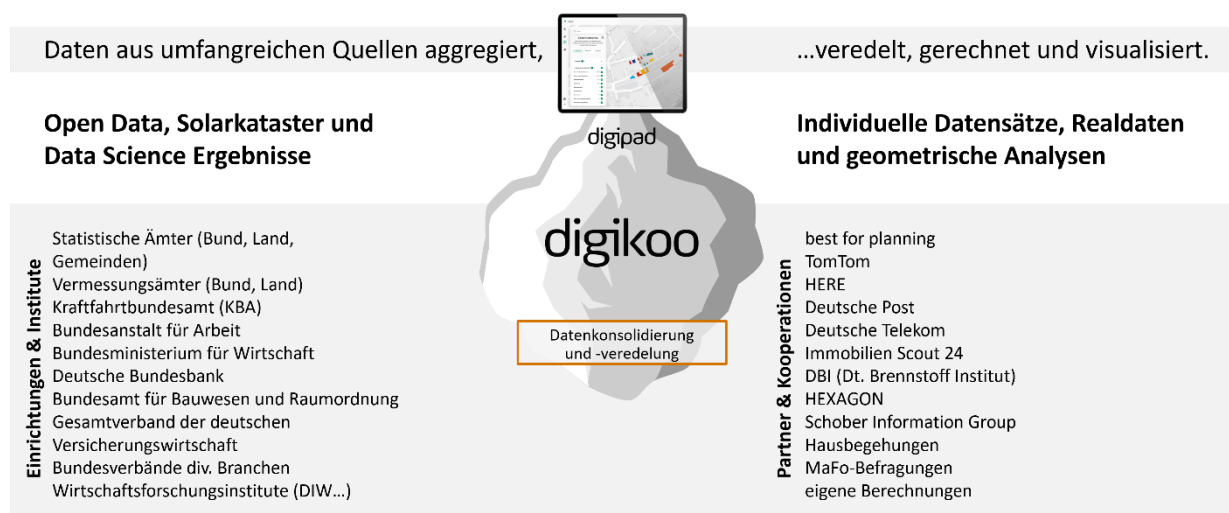 Daten aus umfangreichen Quellen aggregiert,
...veredelt, gerechnet und visualisiert.
Open Data, Solarkataster und
Data Science Ergebnisse
digipad
Individuelle Datensätze, Realdaten
und geometrische Analysen
Einrichtungen & Institute
Statistische Ämter (Bund, Land,
Gemeinden)
Vermessungsämter (Bund, Land)
Kraftfahrtbundesamt (KBA)
Bundesanstalt für Arbeit
Bundesministerium für Wirtschaft
Deutsche Bundesbank
Bundesamt für Bauwesen und Raumordnung
Gesamtverband der deutschen
Versicherungswirtschaft
Bundesverbände div. Branchen
Wirtschaftsforschungsinstitute (DIW...)
digikoo
Datenkonsolidierung
und -veredelung
Partner & Kooperationen
best for planning
TomTom
HERE
Deutsche Post
Deutsche Telekom
Immobilien Scout 24
DBI (Dt. Brennstoff Institut)
HEXAGON
Schober Information Group
Hausbegehungen
MaFo-Befragungen
eigene Berechnungen